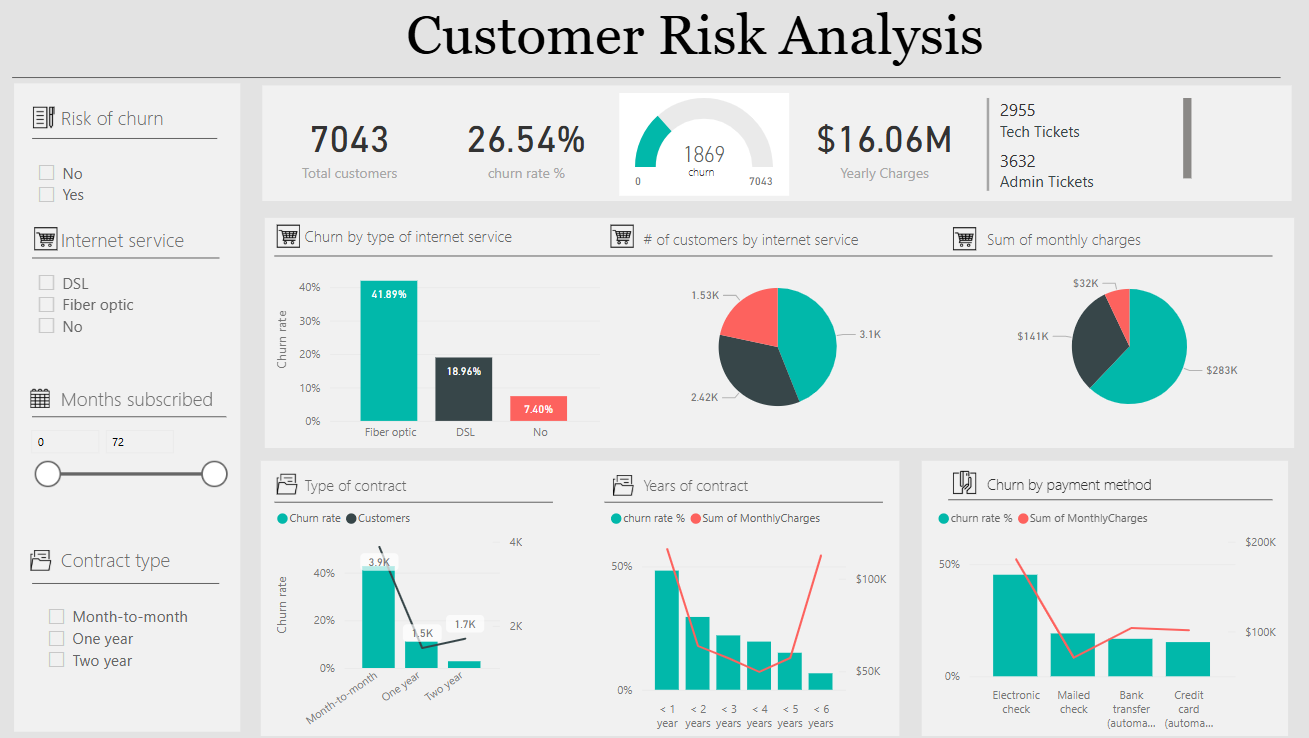 Customer Risk Analysis
Risk of churn
No
Yes
Internet service
DSL
Fiber optic
No
Months subscribed
0
72
Contract type
Month-to-month
One year
Two year
7043
Total customers
26.54%
churn rate %
1869
churn
0
7043
$16.06M
Yearly Charges
2955
Tech Tickets
3632
Admin Tickets
Churn by type of internet service
Churn rate
40%
30%
20%
10%
0%
41.89%
18.96%
7.40%
Fiber optic
DSL
No
# of customers by internet service
1.53K
3.1K
2.42K
Sum of monthly charges
$32K
$141K
$283K
Type of contract
Churn rate
Customers
Churn rate
40%
20%
0%
3.9K
1.5K
1.7K
4K
2K
Month-to-month
One year
Two year
Years of contract
churn rate %
Sum of MonthlyCharges
50%
0%
$100K
$50K
< 1
year
< 2
years
< 3
years
< 4
years
< 5
years
< 6
years
Churn by payment method
churn rate %
Sum of MonthlyCharges
50%
0%
$200K
$100K
Electronic
check
Mailed
check
Bank
transfer
(automa...
Credit
card
(automa...